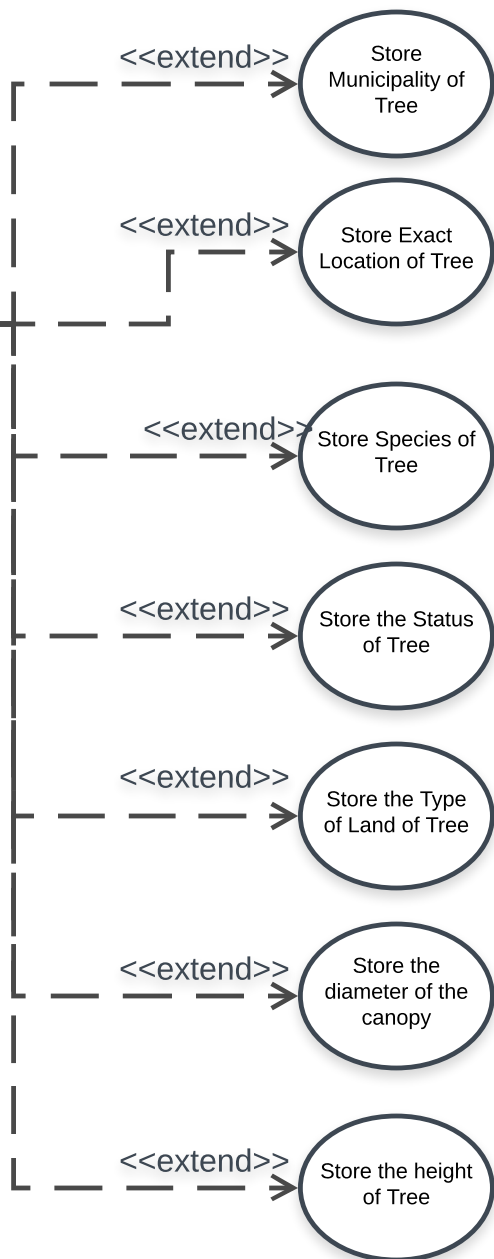 <<extend>>
Store
Municipality of
Tree
<<extend>>
Store Exact
Location of Tree
<<extend>>
Store Species of
Tree
<<extend>>
Store the Status
of Tree
<<extend>>
Store the Type
of Land of Tree
<<extend>>
Store the
diameter of the
canopy
<<extend>>
Store the height
of Tree